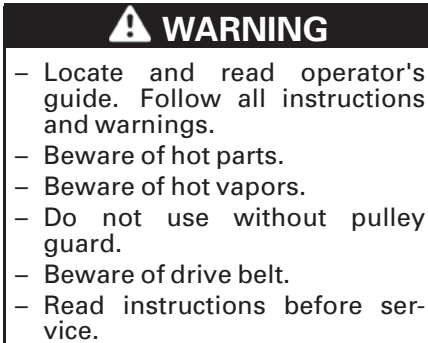 WARNING
– Locate and read operator's
guide. Follow all instructions
and warnings.
– Beware of hot parts.
– Beware of hot vapors.
– Do not use without pulley
guard.
– Beware of drive belt.
– Read instructions before ser-
vice.